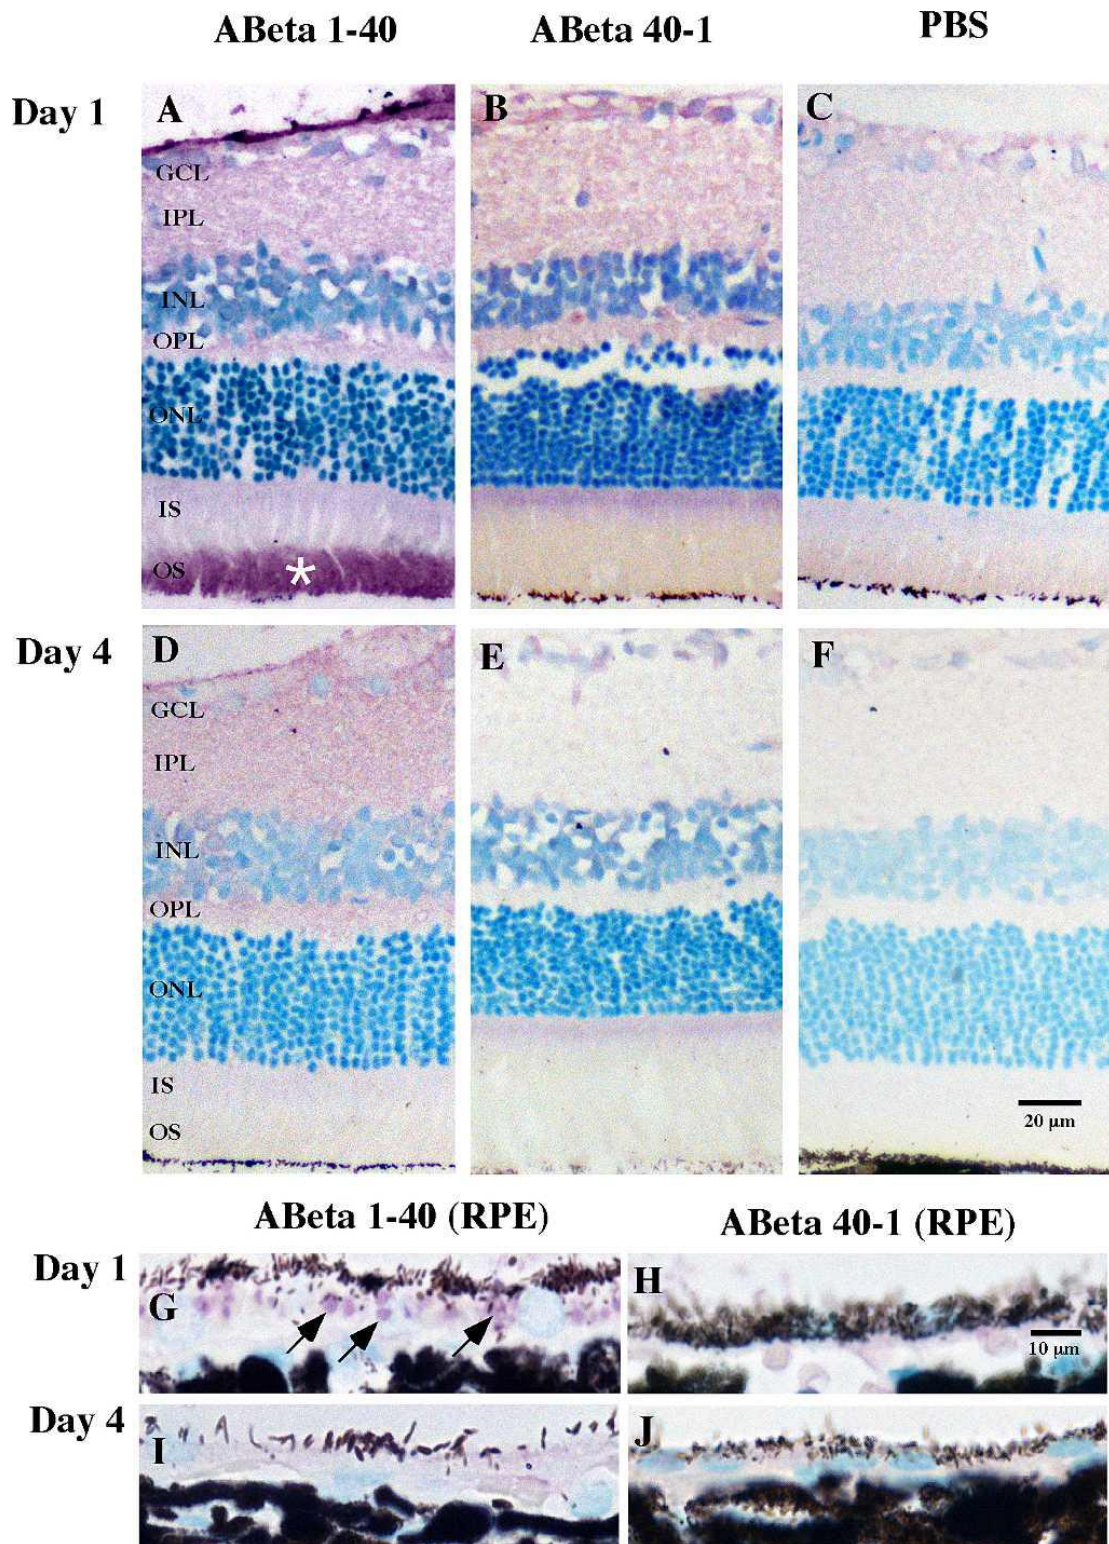 ABeta 1-40 ABeta 40-1 PBS
Day 1
A B C
GCL
IPL
INL
OPL
ONL
IS
OS
*
Day 4
D E F
GCL
IPL
INL
OPL
ONL
IS
OS
20 µm
ABeta 1-40 (RPE) ABeta 40-1 (RPE)
Day 1
G H
10 µm
Day 4
I J